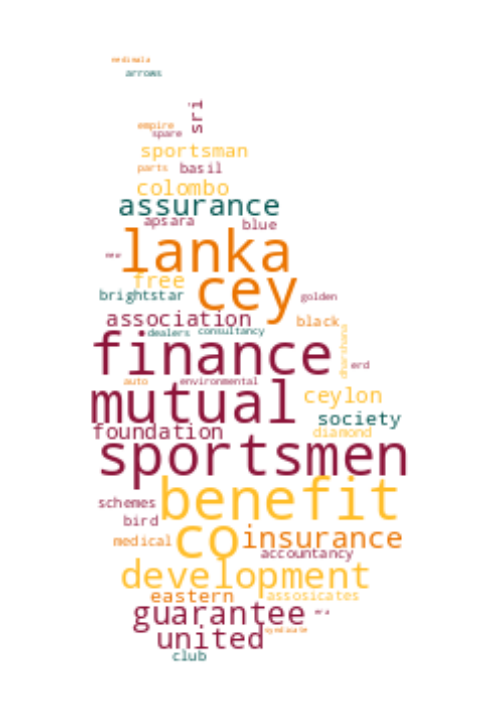 medimala
arrows
sri
empire
spare
sportsman
parts basil
colombo
assurance
apsara blue
new lanka
free cey
brightstar golden
association black
dealers consultancy
dharshana
finance erd
auto environmental
mutual ceylon
society
foundation diamond
sportsmen
schemes benefit
bird
medical co insurance
accountancy
development
eastern assosicates
guarantee
united syndicate
club